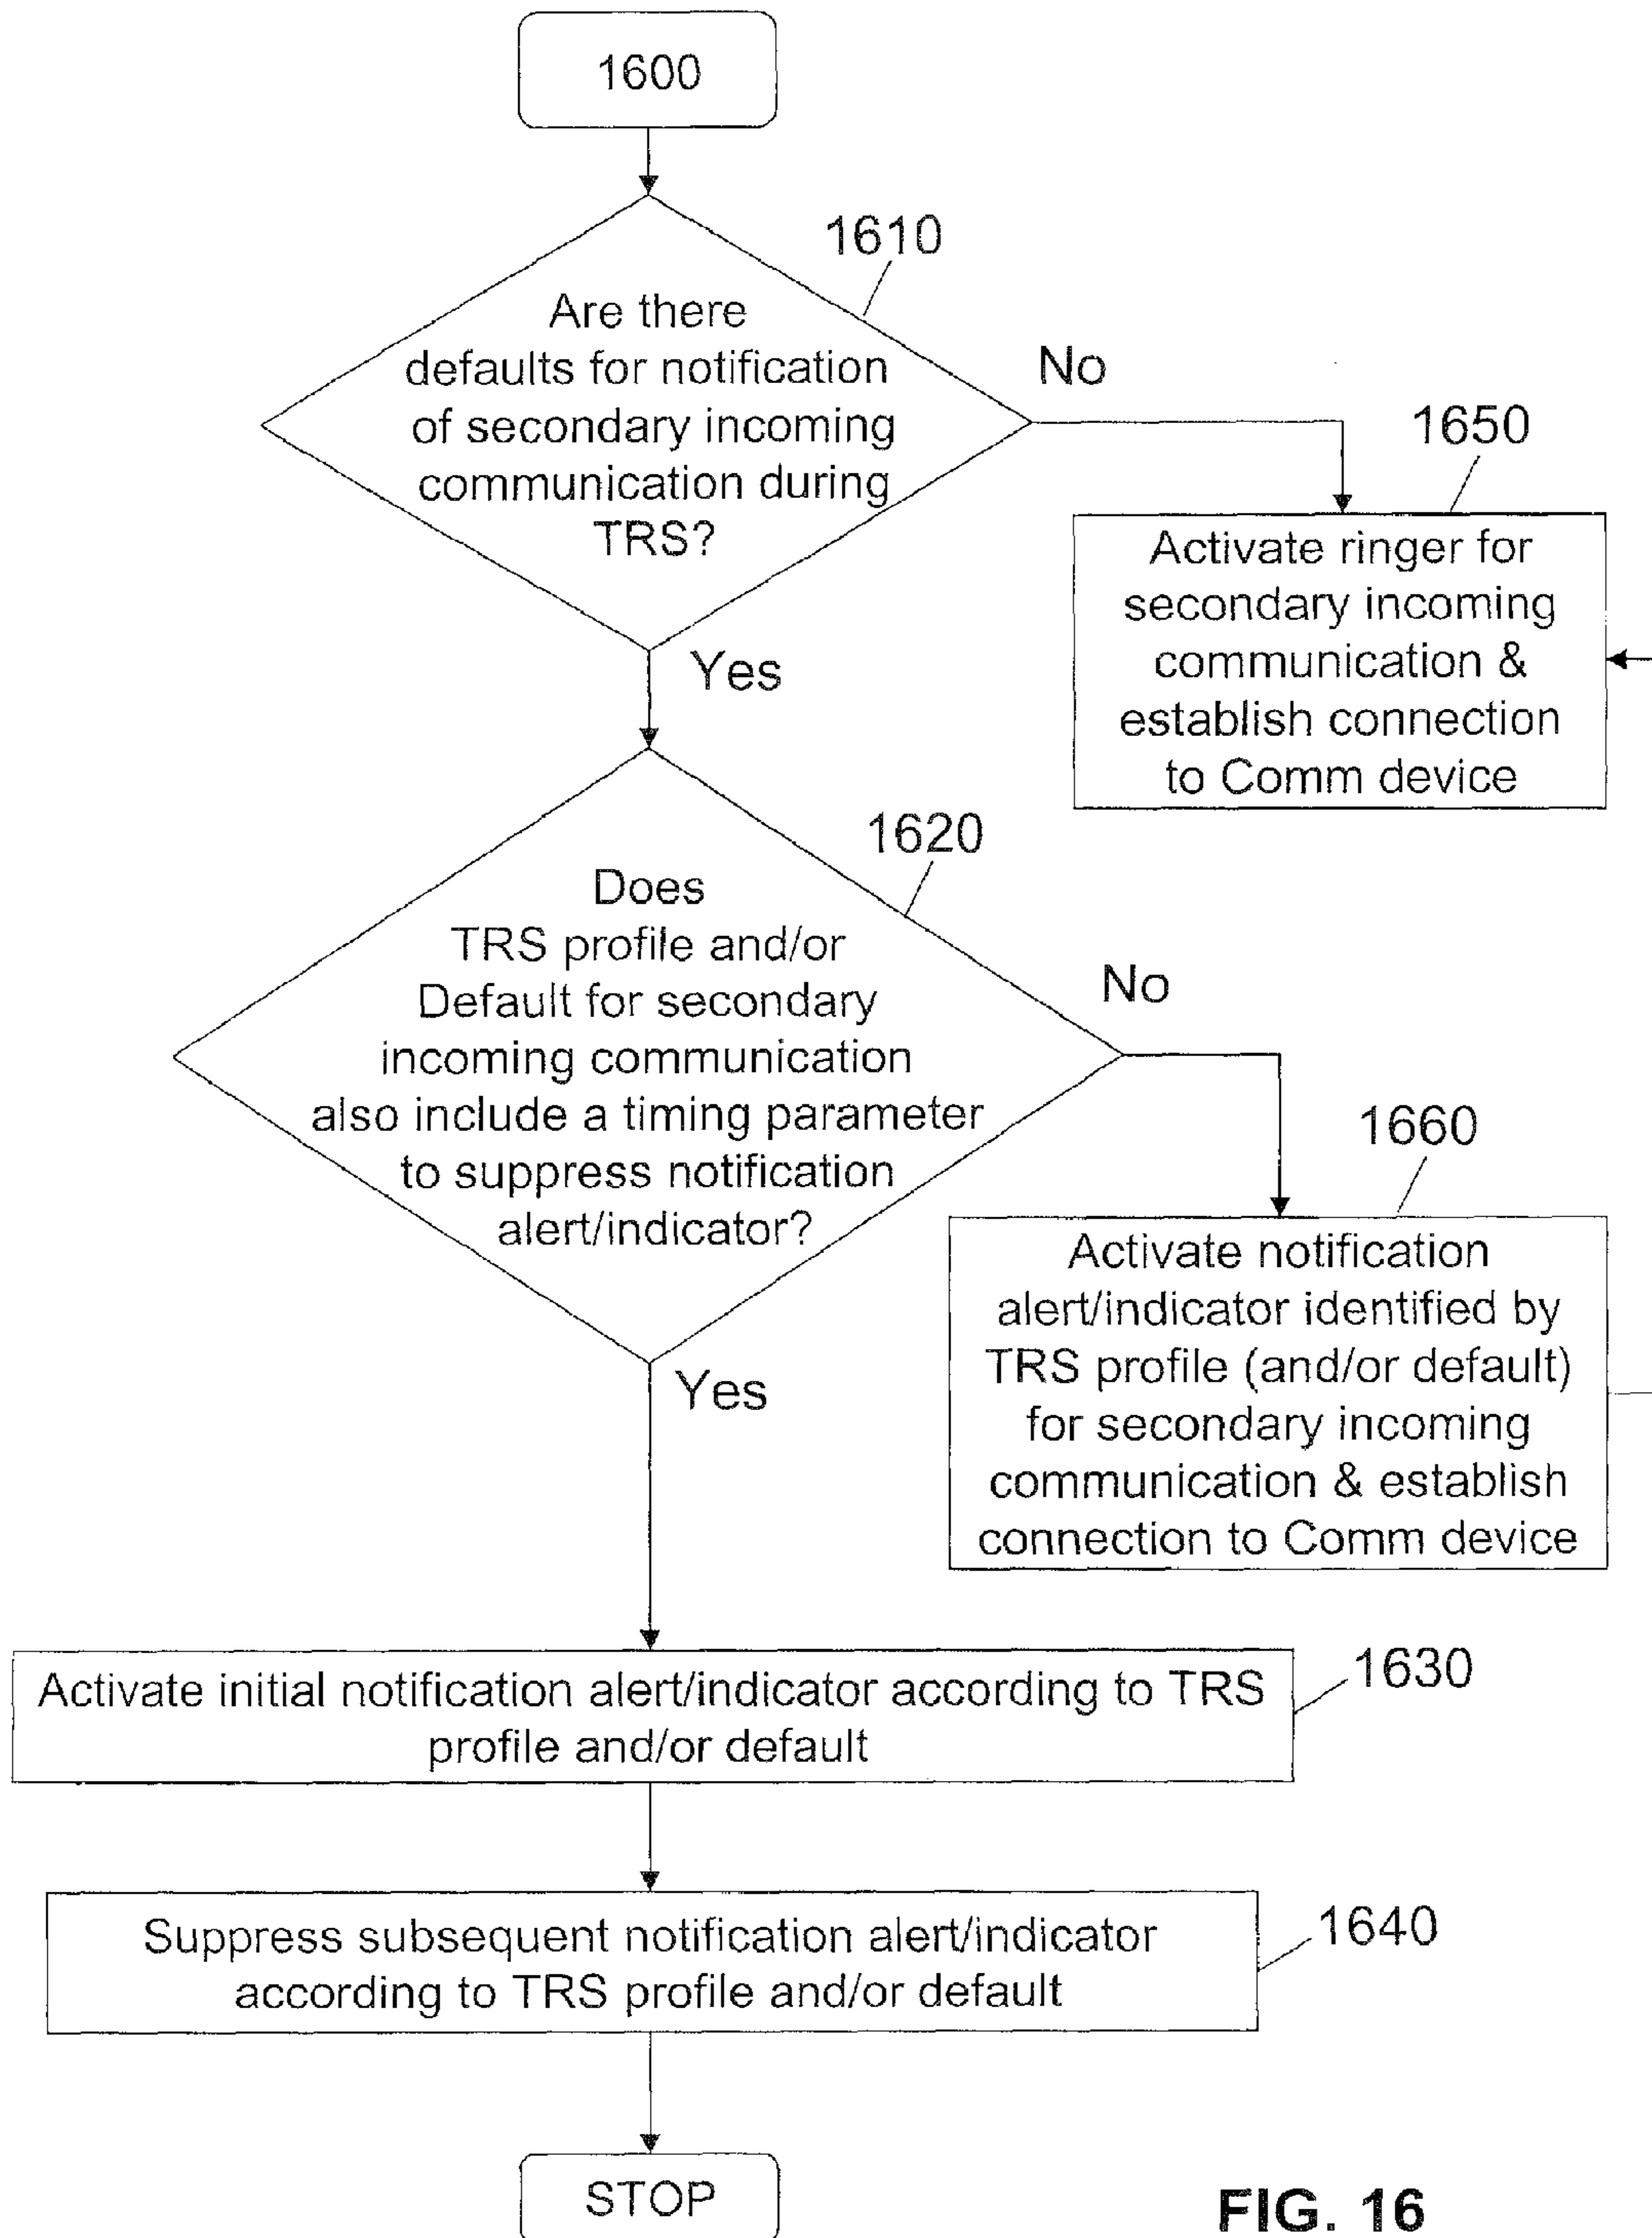 1600
1610
Are there
defaults for notification
of secondary incoming
communication during
TRS?
No
Yes
1650
Activate ringer for
secondary incoming
communication &
establish connection
to Comm device
1620
Does
TRS profile and/or
Default for secondary
incoming communication
also include a timing parameter
to suppress notification
alert/indicator?
No
Yes
1660
Activate notification
alert/indicator identified by
TRS profile (and/or default)
for secondary incoming
communication & establish
connection to Comm device
1630
Activate initial notification alert/indicator according to TRS
profile and/or default
1640
Suppress subsequent notification alert/indicator
according to TRS profile and/or default
STOP
FIG. 16